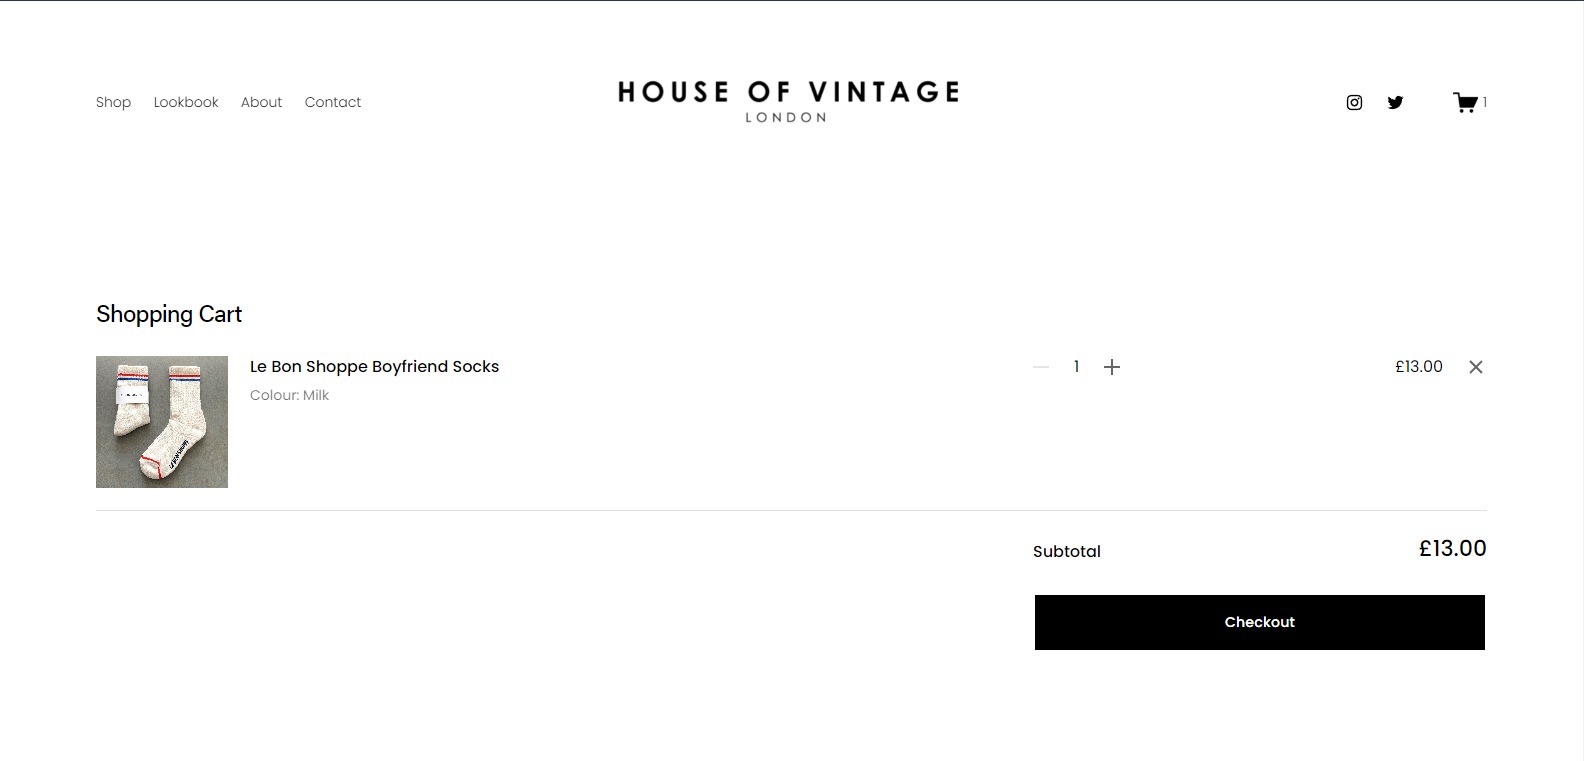 Shop Lookbook About Contact
HOUSE OF VINTAGE
LONDON
1
Shopping Cart
Le Bon Shoppe Boyfriend Socks
Colour: Milk
1
£13.00
Subtotal
£13.00
Checkout